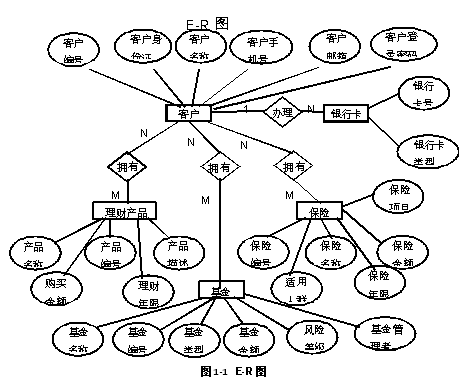 E-R 图
客户
编号
客户身
份证
客户
名称
客户手
机号
客户
邮箱
客户登
录密码
客户
1
办理
N
银行卡
银行
卡号
银行卡
类型
N
N
N
拥有
拥有
拥有
M
M
M
理财产品
保险
保险
项目
产品
名称
产品
编号
产品
描述
保险
编号
保险
名称
保险
金额
购买
金额
理财
年限
基金
适用
人群
保险
年限
基金
名称
基金
编号
基金
类型
基金
金额
风险
等级
基金管
理者
图1-1 E-R图